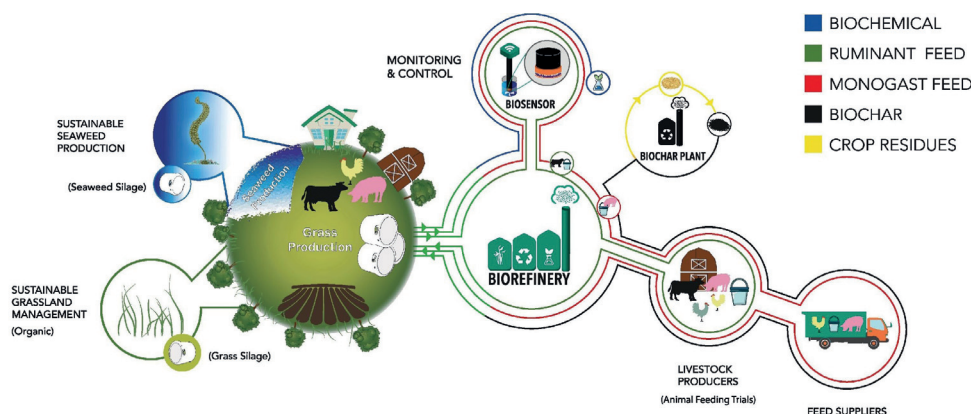 BIOCHEMICAL
RUMINANT FEED
MONOGAST FEED
BIOCHAR
CROP RESIDUES
MONITORING
& CONTROL
BIOSENSOR
BIOCHAR PLANT
SUSTAINABLE
SEAWEED
PRODUCTION
(Seaweed Silage)
Seaweed
Production
Grass
Production
BIOREFINERY
SUSTAINABLE
GRASSLAND
MANAGEMENT
(Organic)
(Grass Silage)
LIVESTOCK
PRODUCERS
(Animal Feeding Trials)
FEED SUPPLIERS